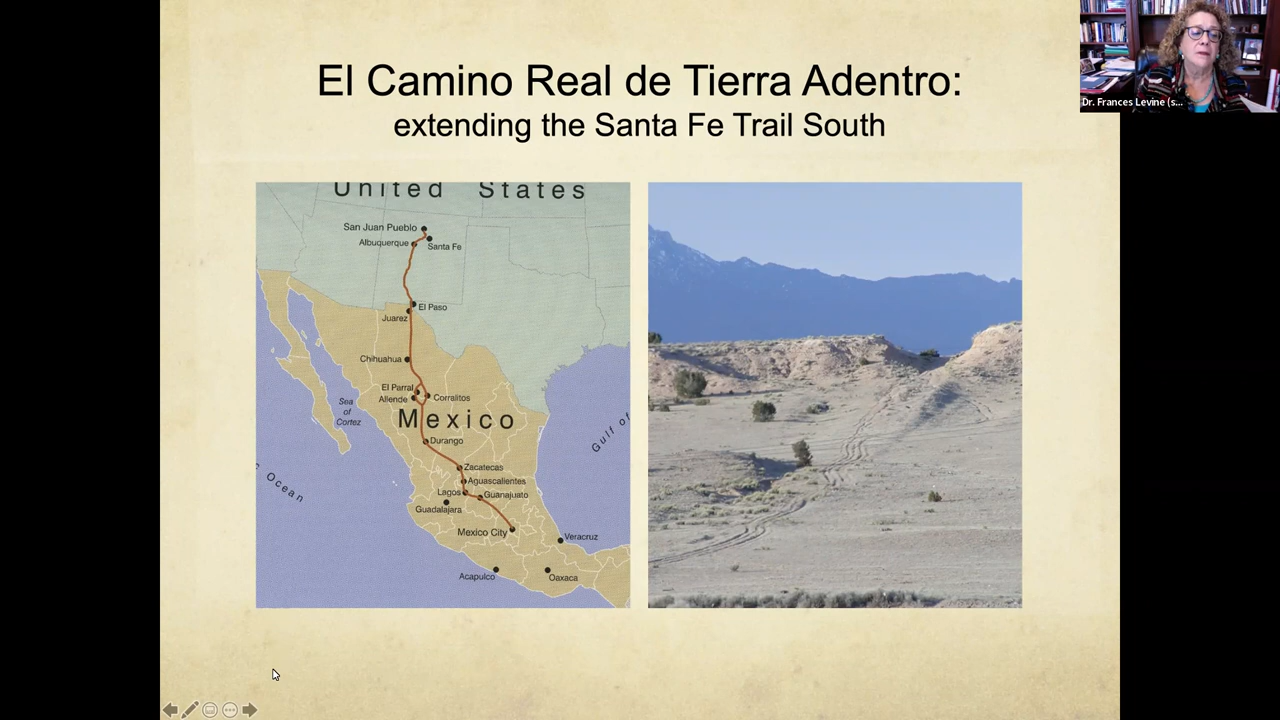 El Camino Real de Tierra Adentro:
extending the Santa Fe Trail South
Dr. Frances Levine (s...
United States
San Juan Pueblo
Albuquerque
Santa Fe
El Paso
Juarez
Chihuahua
El Parral
Allende
Corralitos
Sea
of
Cortez
Mexico
Gulf of
Durango
Zacatecas
Aguascalientes
Lagos
Guanajuato
Ocean
Guadalajara
Mexico City
Veracruz
Acapulco
Oaxaca